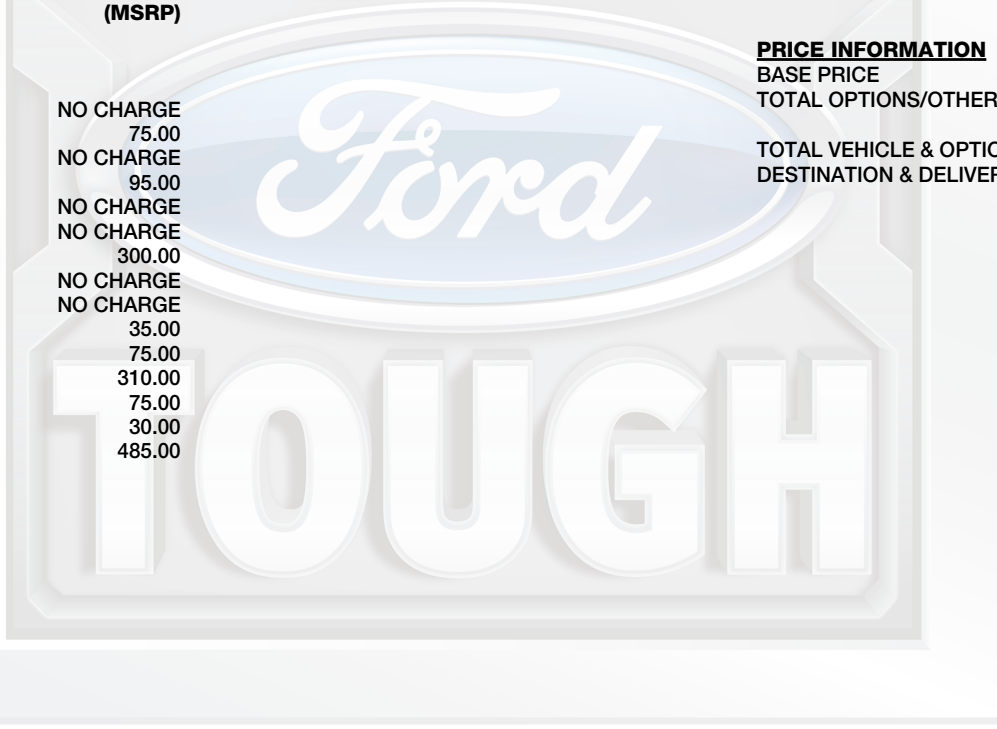 (MSRP)
NO CHARGE
75.00
NO CHARGE
95.00
NO CHARGE
NO CHARGE
300.00
NO CHARGE
NO CHARGE
35.00
75.00
310.00
75.00
30.00
485.00
PRICE INFORMATION
BASE PRICE
TOTAL OPTIONS/OTHER
TOTAL VEHICLE & OPTIO
DESTINATION & DELIVER
Ford
TOUGH